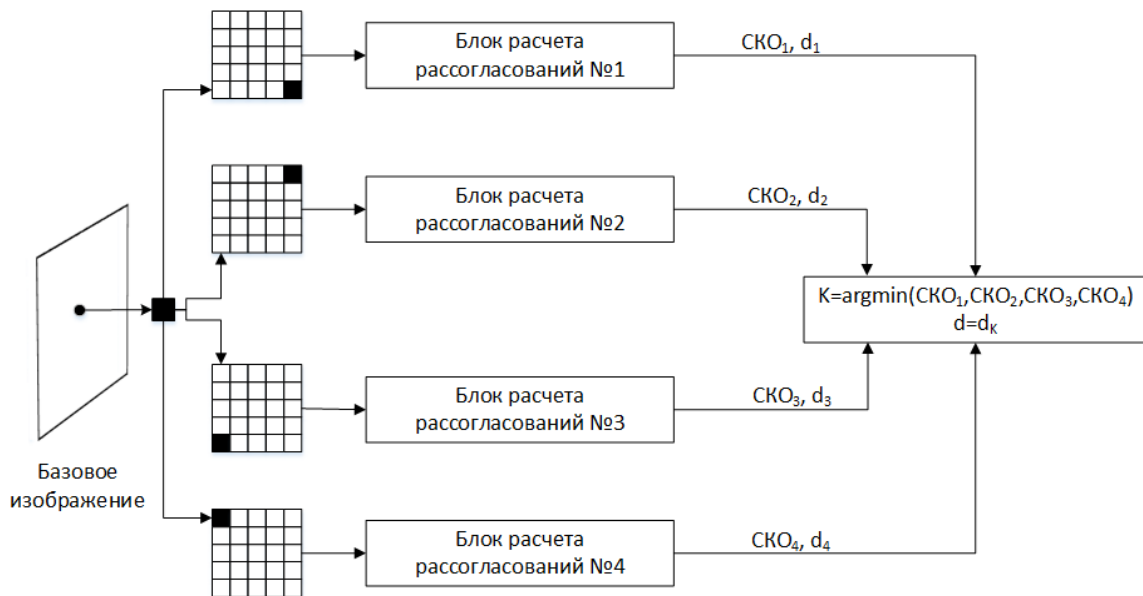 Блок расчета
рассогласований №1
СКО₁, d₁
Блок расчета
рассогласований №2
СКО₂, d₂
K=argmin(СКО₁,СКО₂,СКО₃,СКО₄)
d=dₖ
Блок расчета
рассогласований №3
СКО₃, d₃
Базовое
изображение
Блок расчета
рассогласований №4
СКО₄, d₄